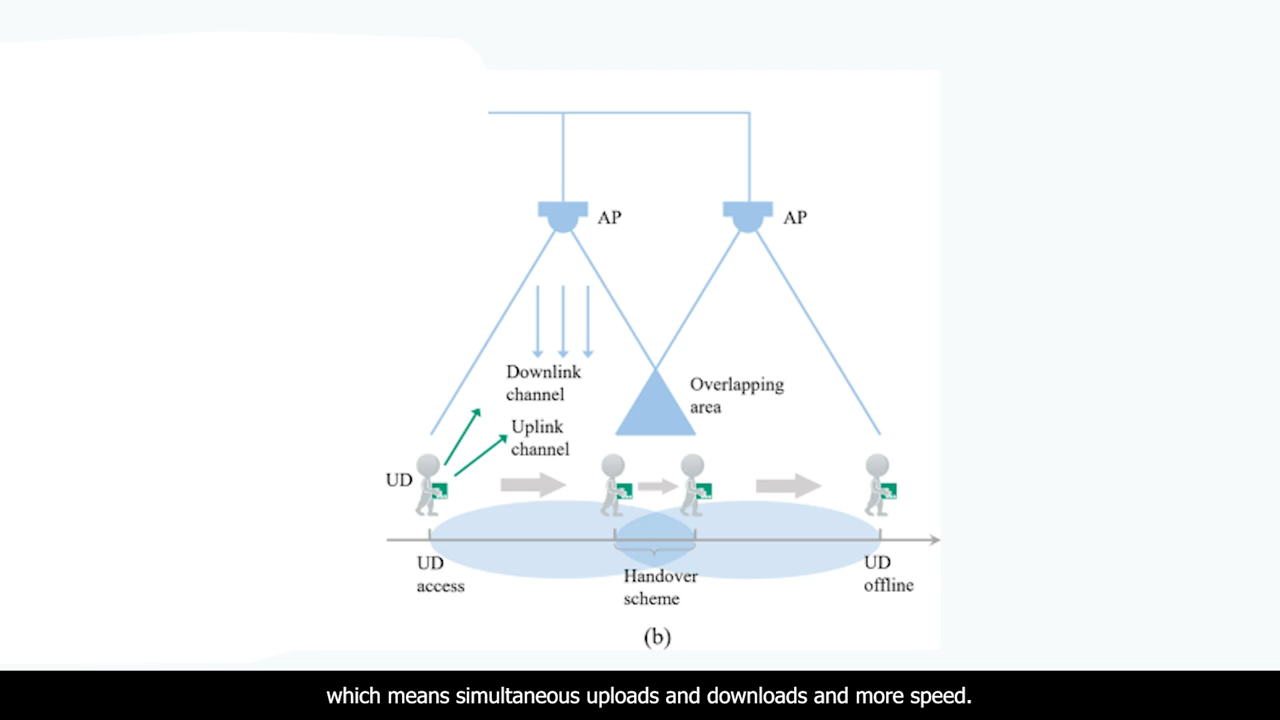 AP
AP
Downlink
channel
Overlapping
area
Uplink
channel
UD
UD
access
Handover
scheme
UD
offline
(b)
which means simultaneous uploads and downloads and more speed.